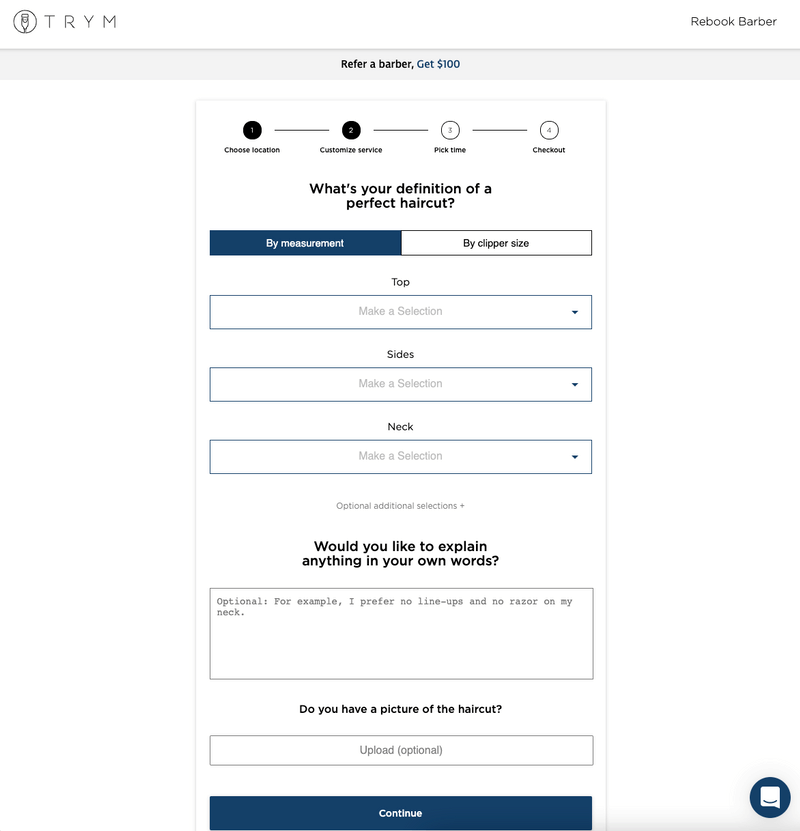 TRYM
Rebook Barber
Refer a barber, Get $100
1
2
3
4
Choose location
Customize service
Pick time
Checkout
What's your definition of a
perfect haircut?
By measurement
By clipper size
Top
Make a Selection
Sides
Make a Selection
Neck
Make a Selection
Optional additional selections +
Would you like to explain
anything in your own words?
Optional: For example, I prefer no line-ups and no razor on my
neck.
Do you have a picture of the haircut?
Upload (optional)
Continue